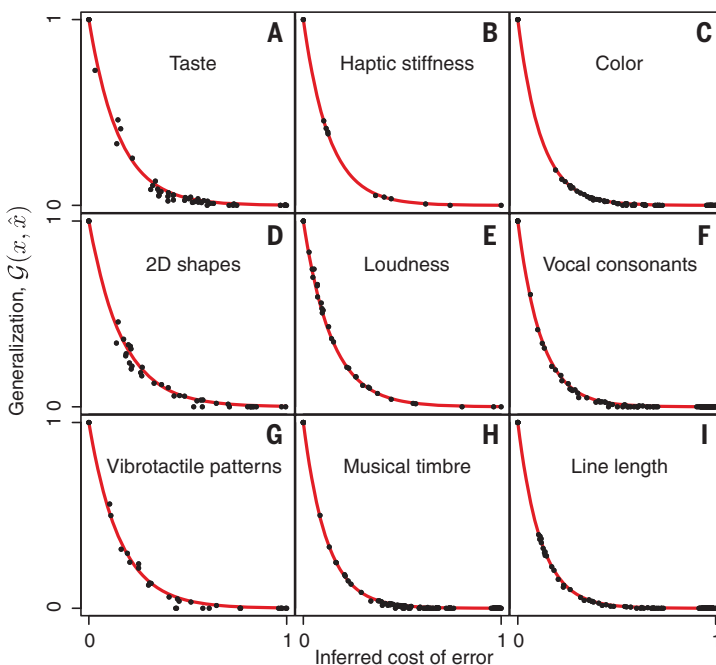 1 A B C
Taste Haptic stiffness Color
0
1 D E F
2D shapes Loudness Vocal consonants
Generalization, 𝒢(x, x̂)
0
1 G H I
Vibrotactile patterns Musical timbre Line length
0
0 1 0 1 0 1
Inferred cost of error